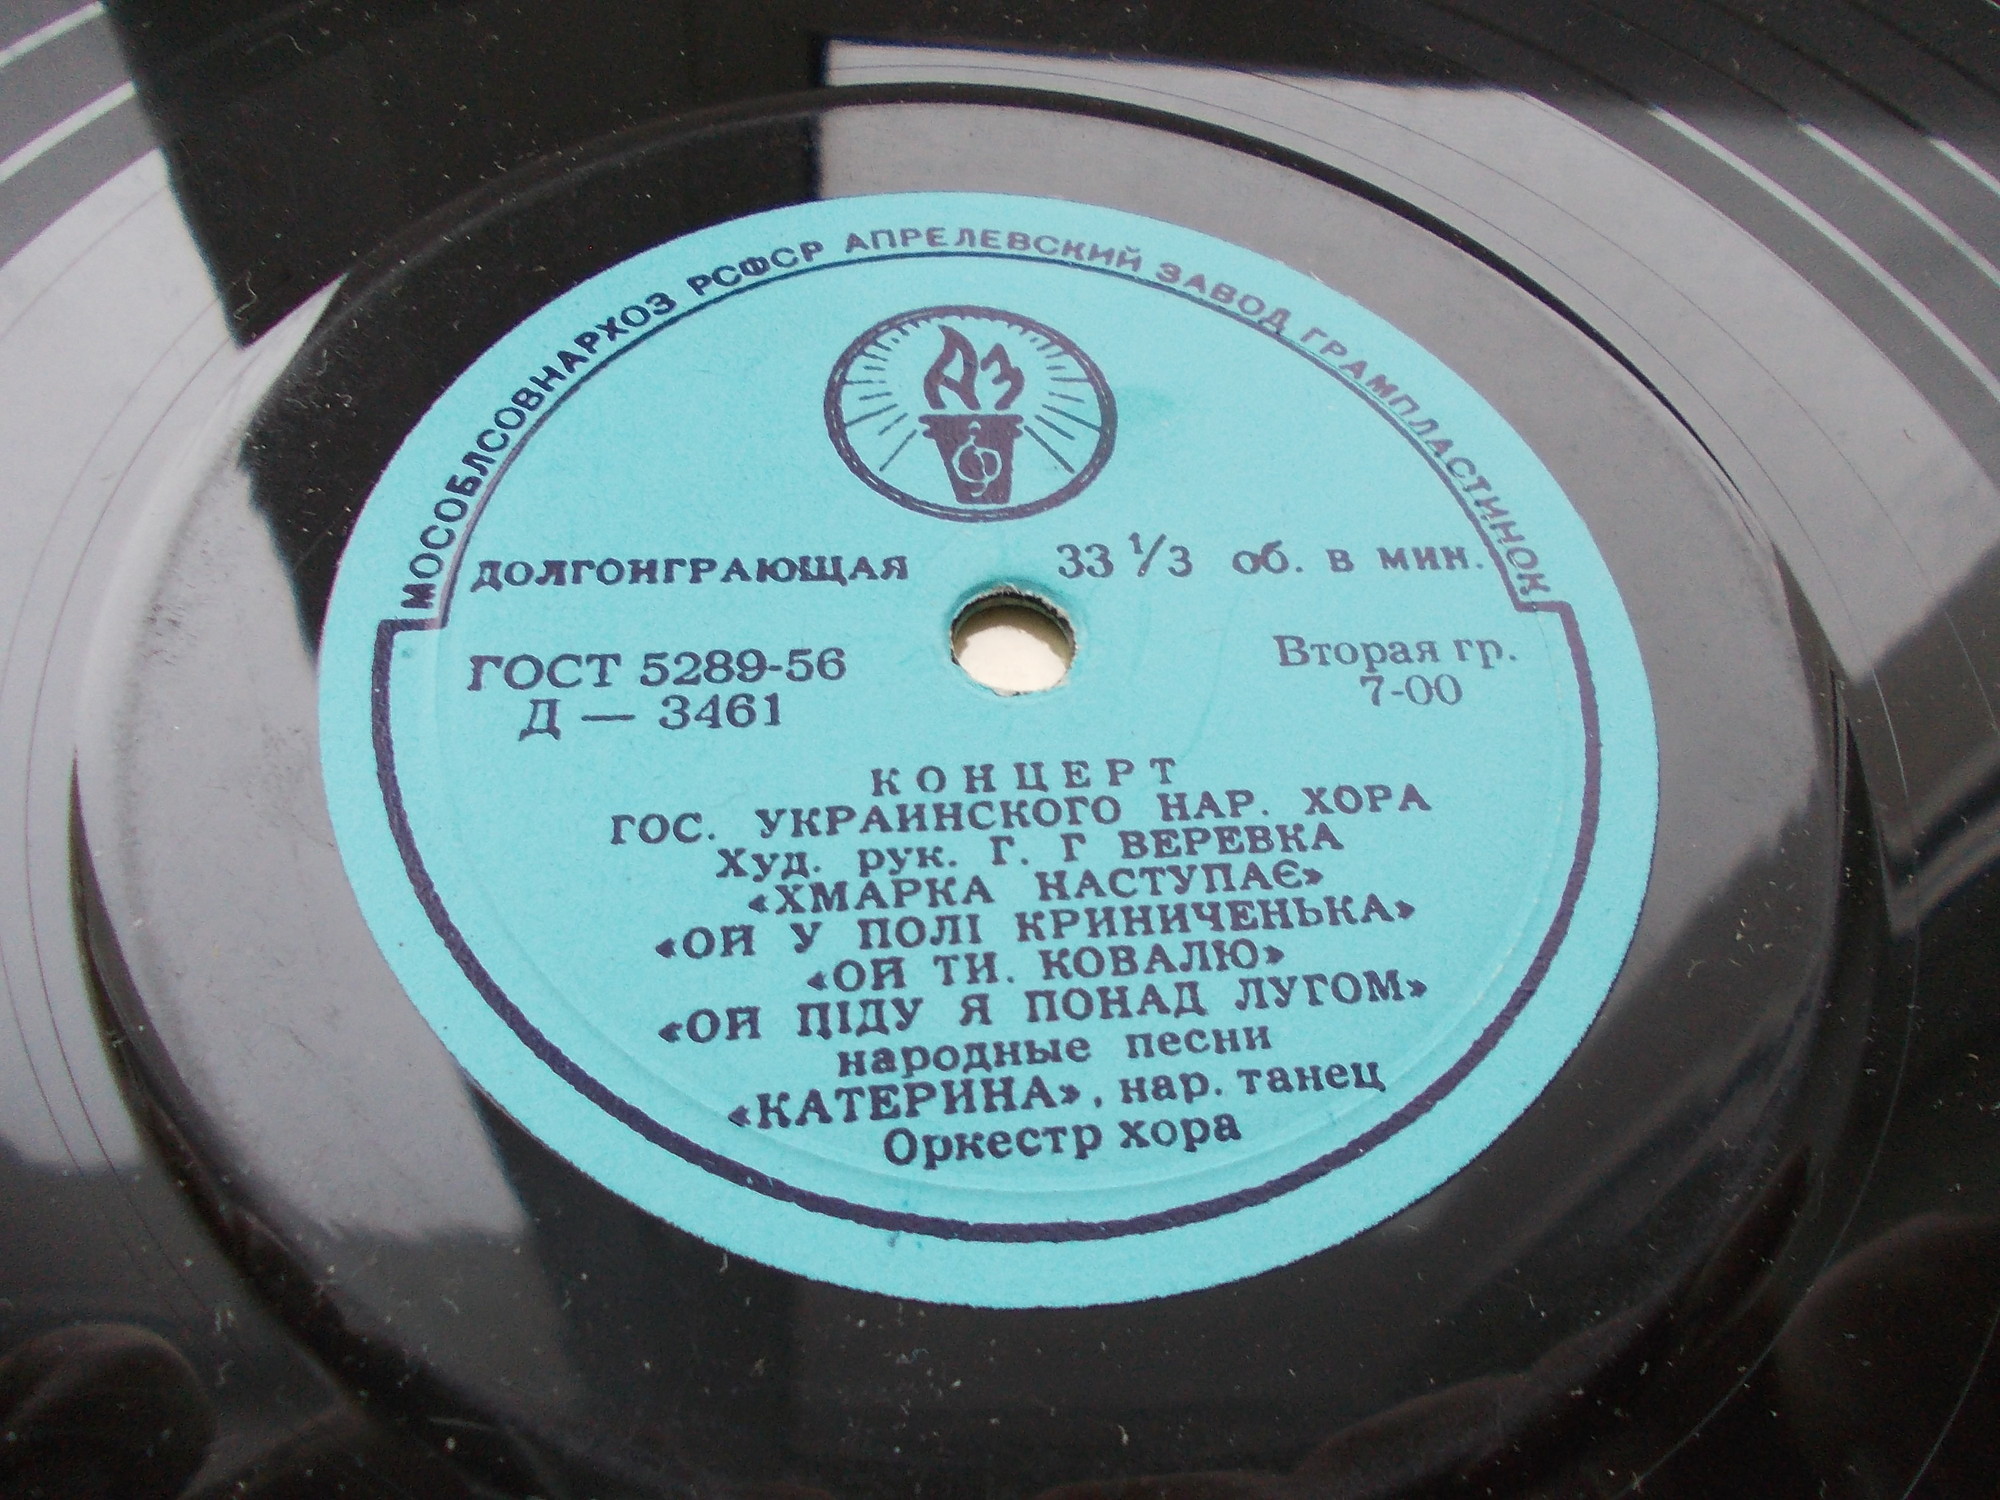 МОСОБЛСОВНАРХОЗ РСФСР АПРЕЛЕВСКИЙ ЗАВОД ГРАМПЛАСТИНОК
АЗ
ДОЛГОИГРАЮЩАЯ 33 1/3 об. в мин.
ГОСТ 5289-56 Вторая гр.
Д — 3461 7-00
КОНЦЕРТ
ГОС. УКРАИНСКОГО НАР. ХОРА
Худ. рук. Г. Г ВЕРЕВКА
«ХМАРКА НАСТУПАЄ»
«ОЙ У ПОЛІ КРИНИЧЕНЬКА»
«ОЙ ТИ. КОВАЛЮ»
«ОЙ ПІДУ Я ПОНАД ЛУГОМ»
народные песни
«КАТЕРИНА», нар. танец
Оркестр хора